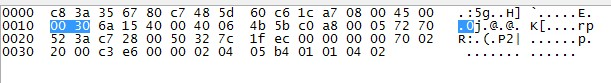 0000 c8 3a 35 67 80 c7 48 5d 60 c6 1c a7 08 00 45 00 .:5g..H] `.....E.
0010 00 30 6a 15 40 00 40 06 4b 5b c0 a8 00 05 72 70 .0j.@.@. K[....rp
0020 52 3a c7 28 00 50 32 7c 1f ec 00 00 00 00 70 02 R:.(.P2| ......p.
0030 20 00 c3 e6 00 00 02 04 05 b4 01 01 04 02 ....... ......